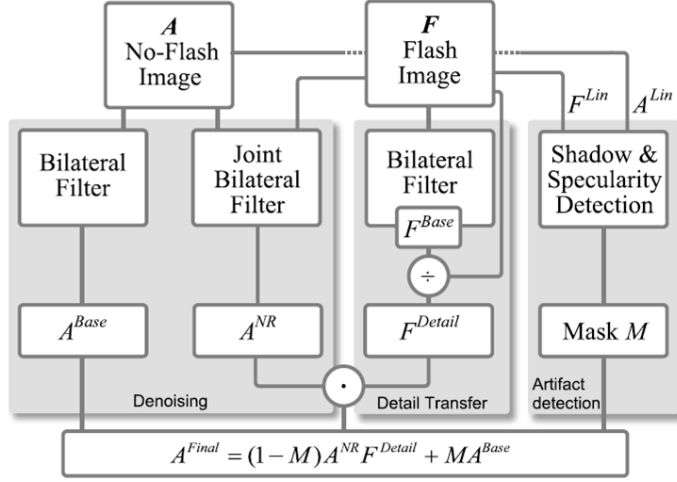 A
No-Flash
Image
F
Flash
Image
F^Lin
A^Lin
Bilateral
Filter
Joint
Bilateral
Filter
Bilateral
Filter
F^Base
÷
Shadow &
Specularity
Detection
A^Base
A^NR
F^Detail
Mask M
·
Denoising
Detail Transfer
Artifact
detection
A^Final = (1−M)A^NR F^Detail + MA^Base